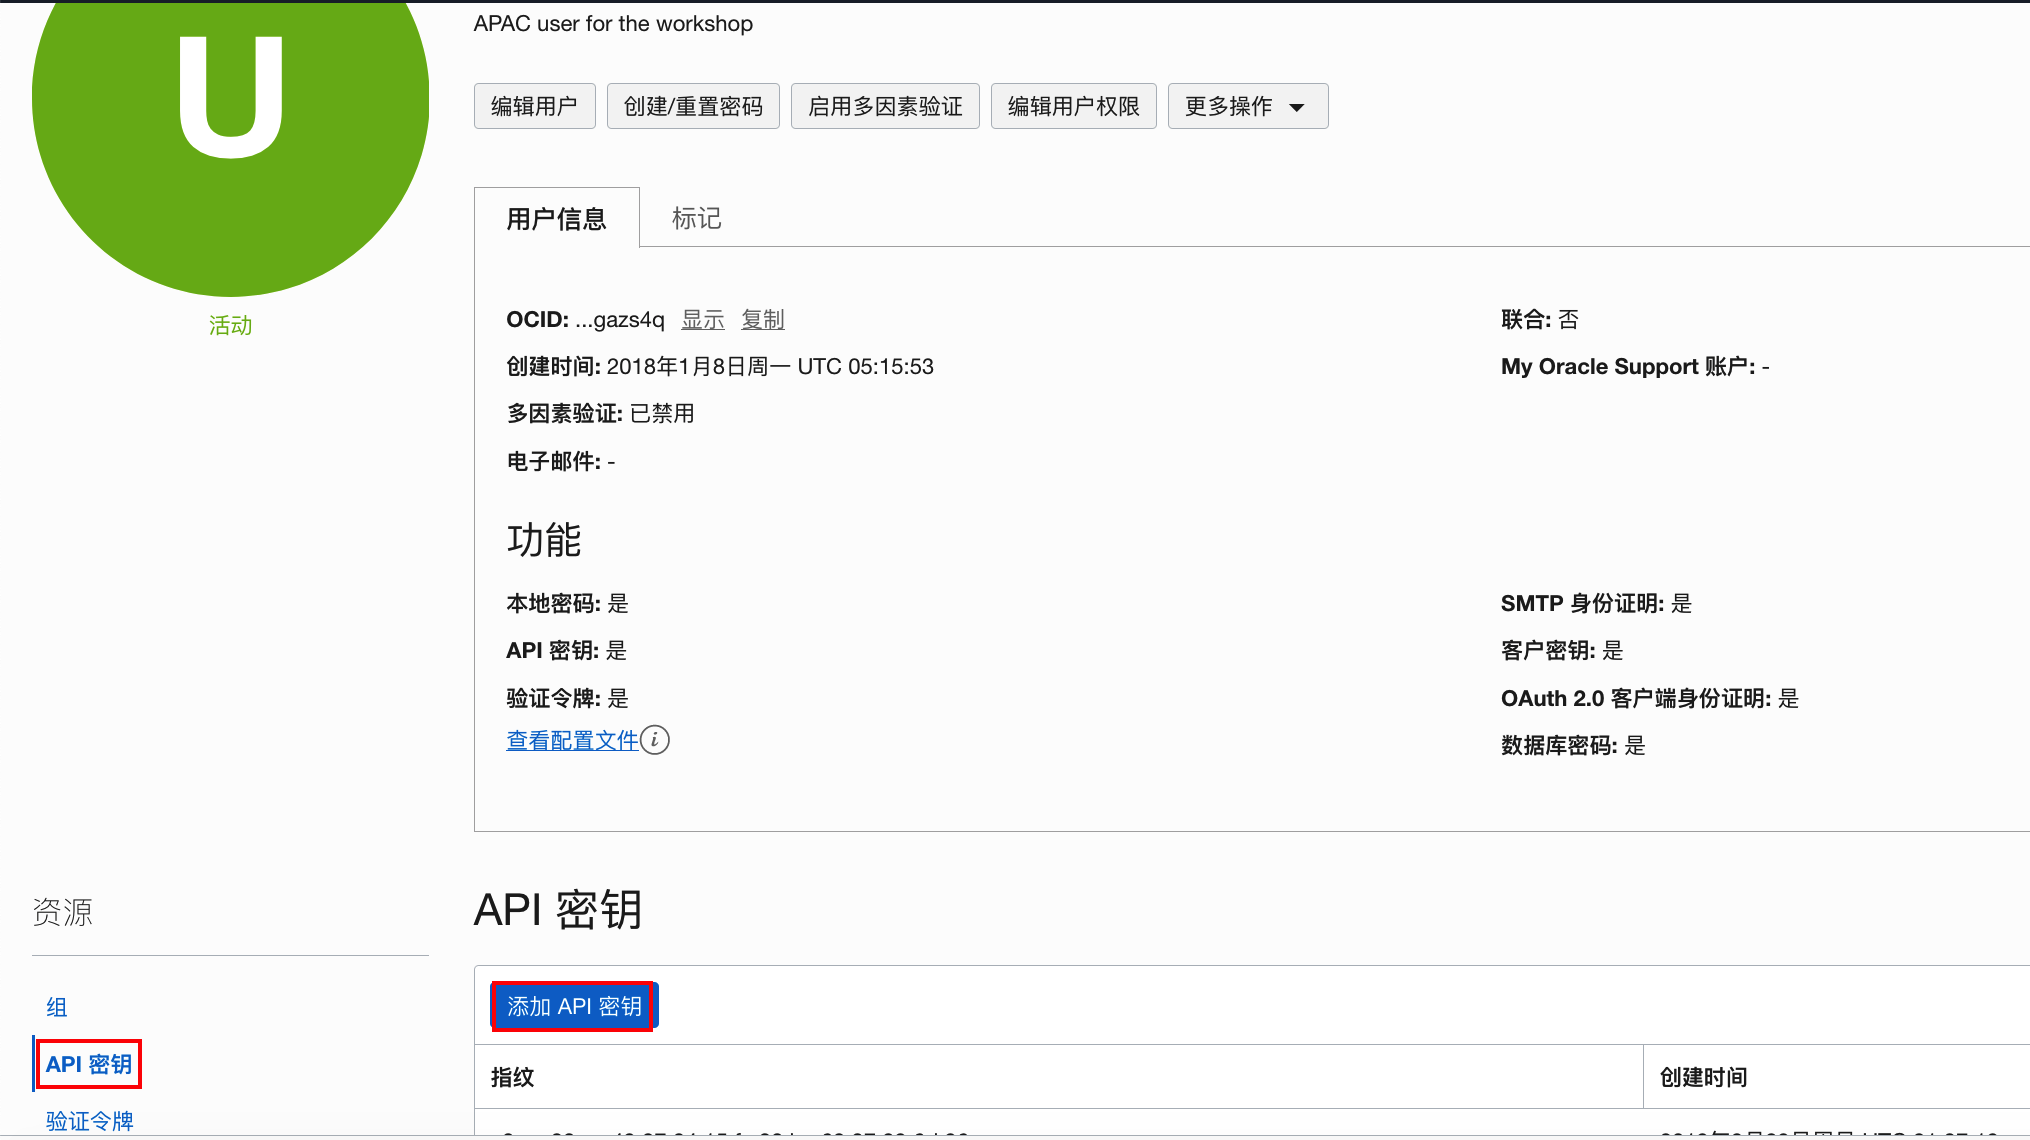 APAC user for the workshop
U
编辑用户 创建/重置密码 启用多因素验证 编辑用户权限 更多操作
用户信息 标记
活动
OCID: ...gazs4q 显示 复制
联合: 否
创建时间: 2018年1月8日周一 UTC 05:15:53
My Oracle Support 账户: -
多因素验证: 已禁用
电子邮件: -
功能
本地密码: 是
SMTP 身份证明: 是
API 密钥: 是
客户密钥: 是
验证令牌: 是
OAuth 2.0 客户端身份证明: 是
查看配置文件 i
数据库密码: 是
资源
组
API 密钥
验证令牌
API 密钥
添加 API 密钥
指纹 创建时间